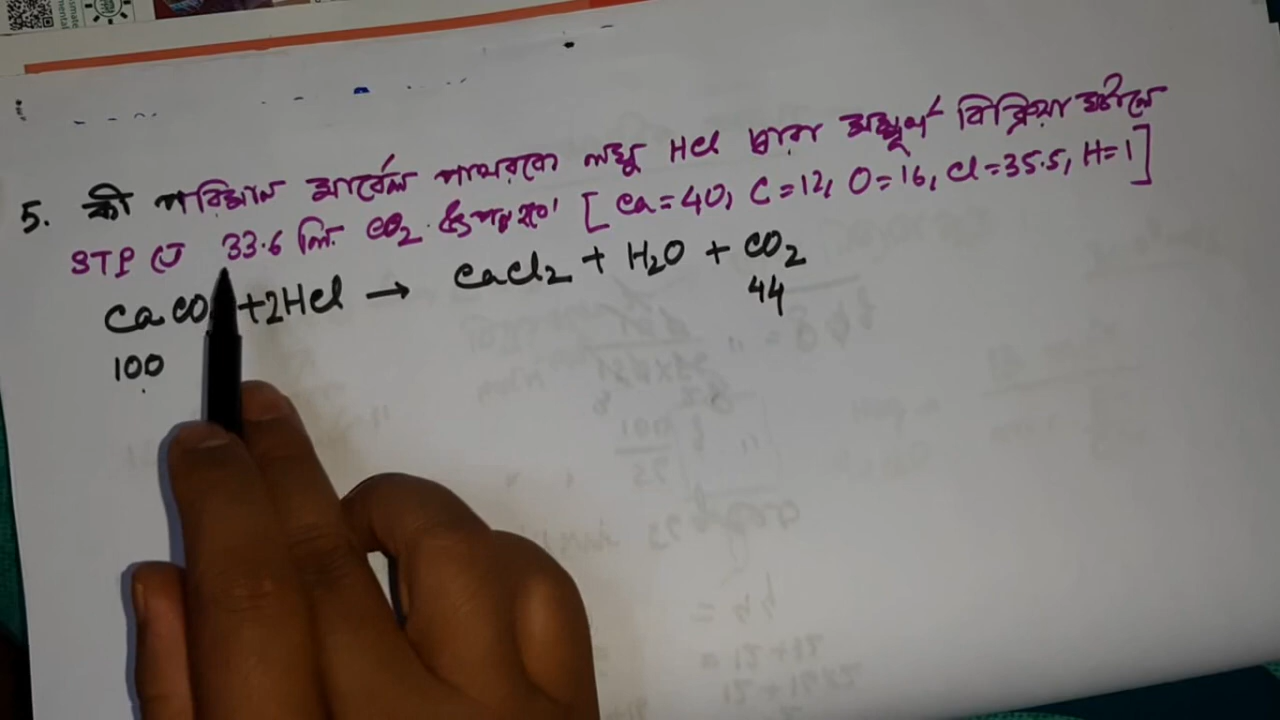 5. কী পরিমান মার্বেল পাথরকে লঘু HCl দ্বারা সম্পূর্ণ বিক্রিয়া ঘটালে
STP তে 33.6 লি. CO₂ উৎপন্ন হবে [Ca=40, C=12, O=16, Cl=35.5, H=1]
CaCO +2HCl → CaCl₂ + H₂O + CO₂
100 44